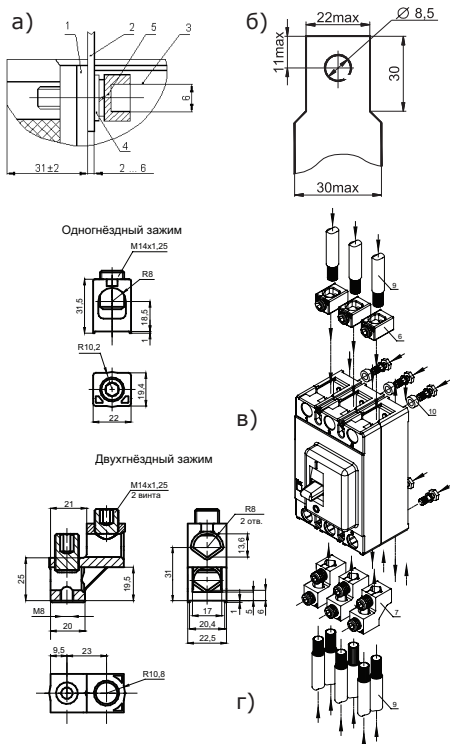 а)
1
2
5
3
6
4
31±2
2 ... 6
б)
22max
Ø 8,5
11max
30
30max
Одногнёздный зажим
M14x1,25
R8
31,5
18,5
1
R10,2
19,4
22
9
6
10
в)
Двухгнёздный зажим
M14x1,25
2 винта
21
25
19,5
M8
20
R8
2 отв.
13,6
31
17
1
5
6
20,4
22,5
9,5
23
R10,8
7
9
г)